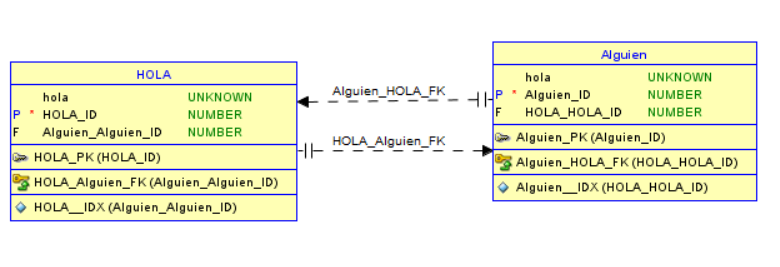 HOLA
hola UNKNOWN
P * HOLA_ID NUMBER
F Alguien_Alguien_ID NUMBER
HOLA_PK (HOLA_ID)
HOLA_Alguien_FK (Alguien_Alguien_ID)
HOLA__IDX (Alguien_Alguien_ID)
Alguien_HOLA_FK
HOLA_Alguien_FK
Alguien
hola UNKNOWN
P * Alguien_ID NUMBER
F HOLA_HOLA_ID NUMBER
Alguien_PK (Alguien_ID)
Alguien_HOLA_FK (HOLA_HOLA_ID)
Alguien__IDX (HOLA_HOLA_ID)